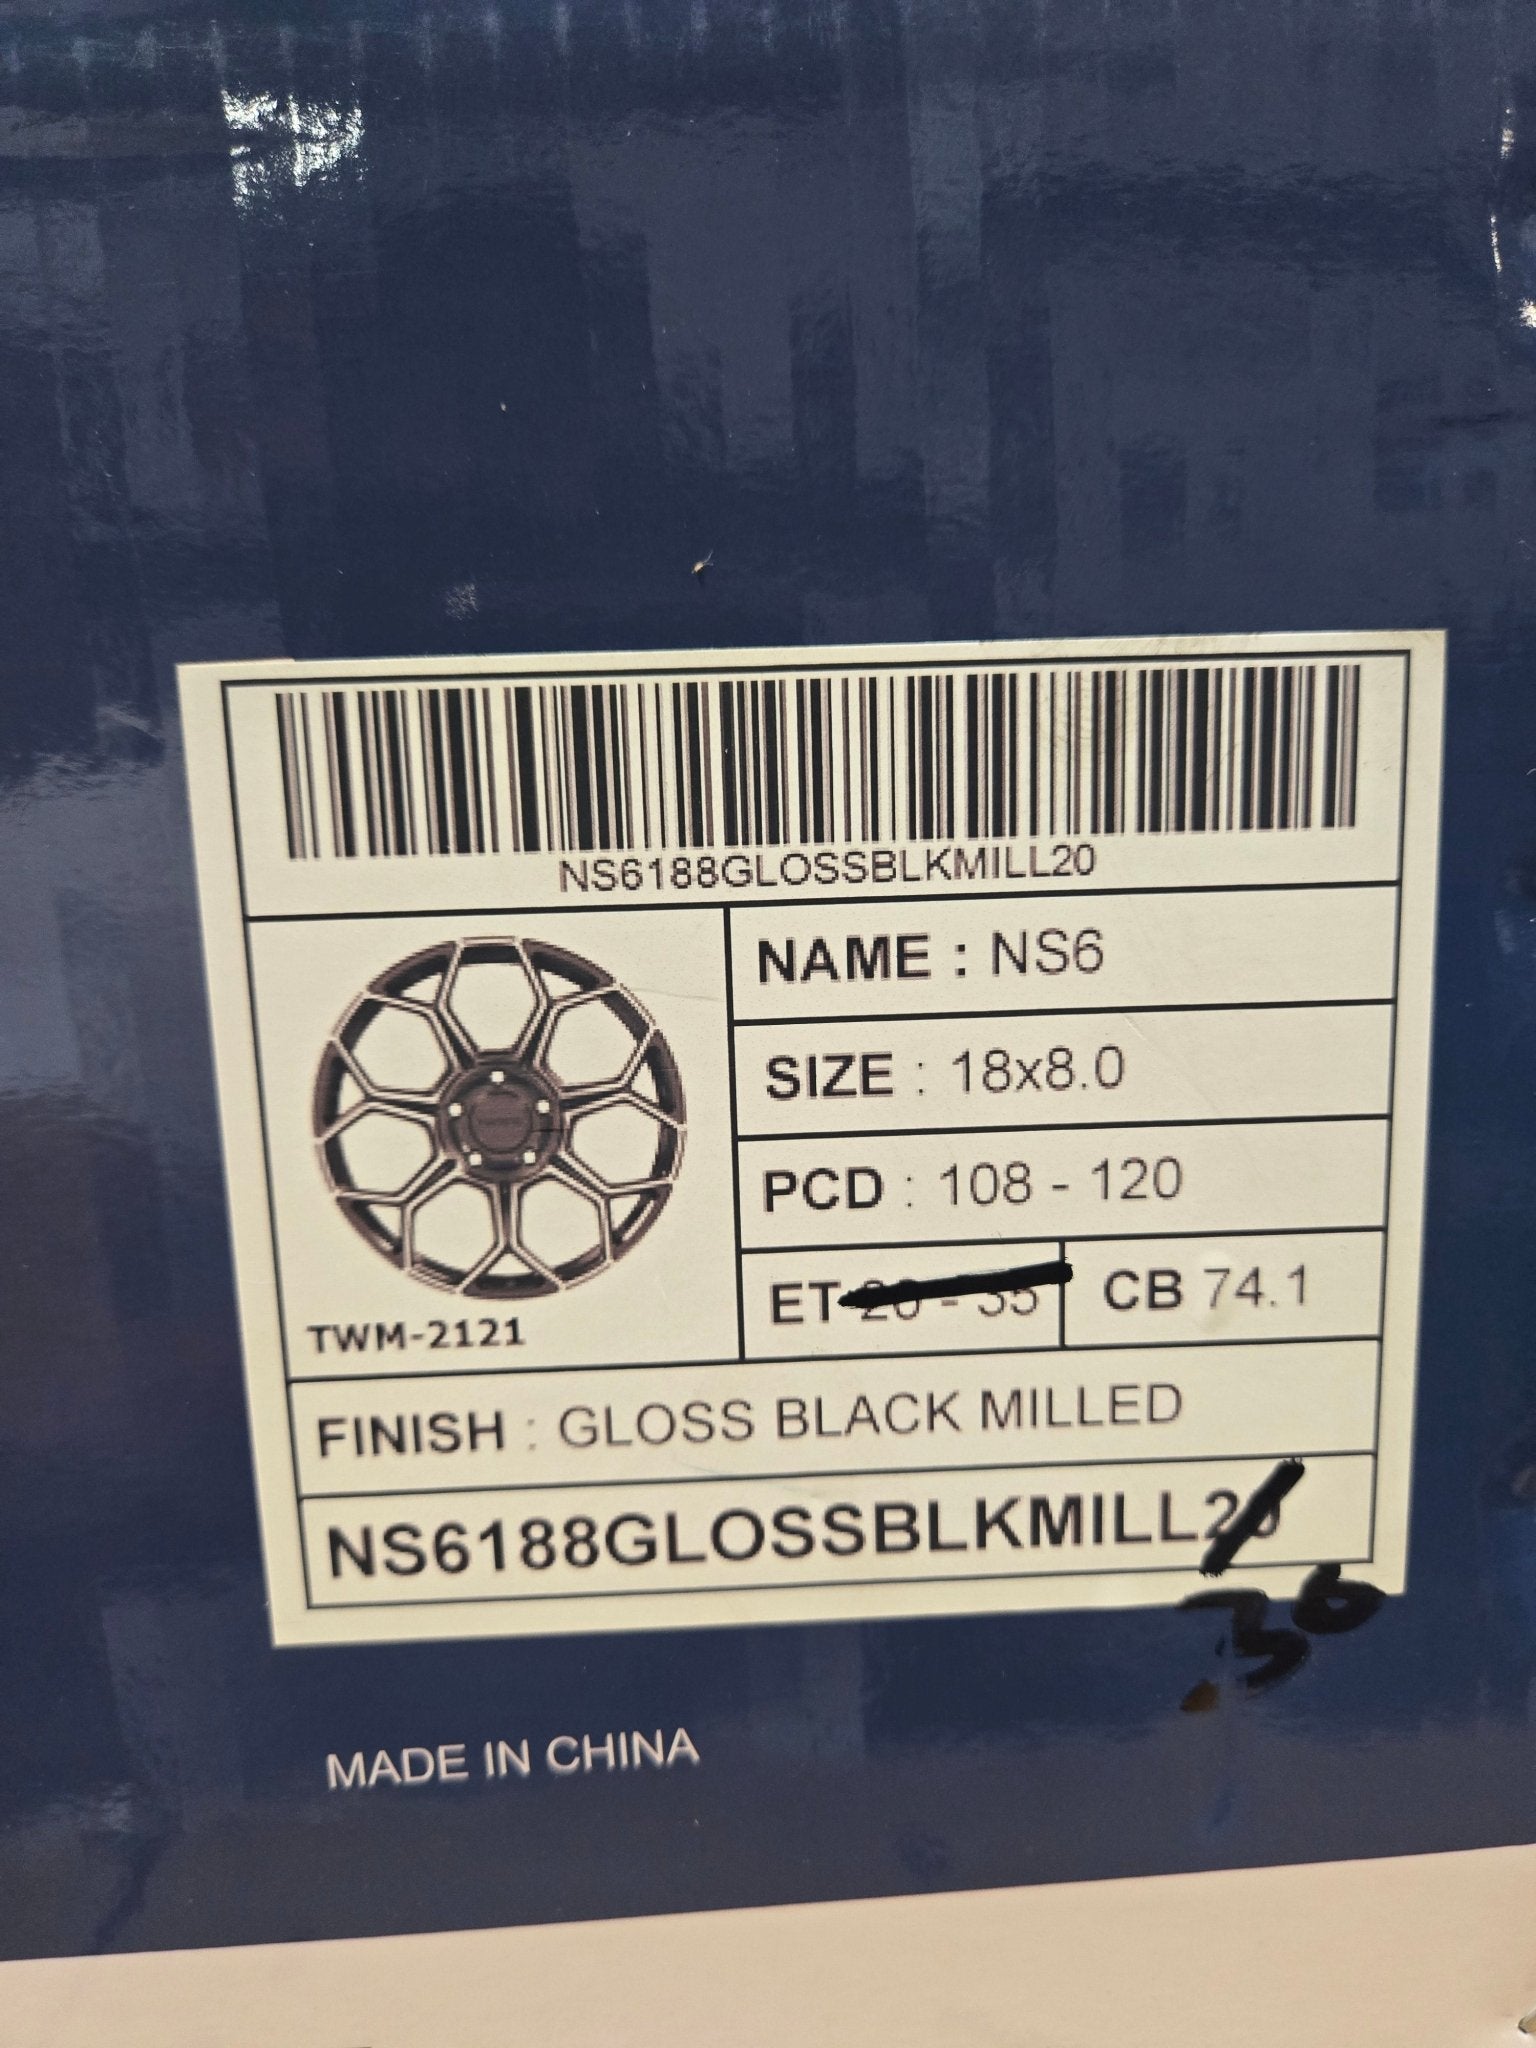 NS6188GLOSSBLKMILL20
NAME : NS6
SIZE : 18x8.0
PCD : 108 - 120
ET 20 - 35
CB 74.1
TWM-2121
FINISH : GLOSS BLACK MILLED
NS6188GLOSSBLKMILL20
30
MADE IN CHINA